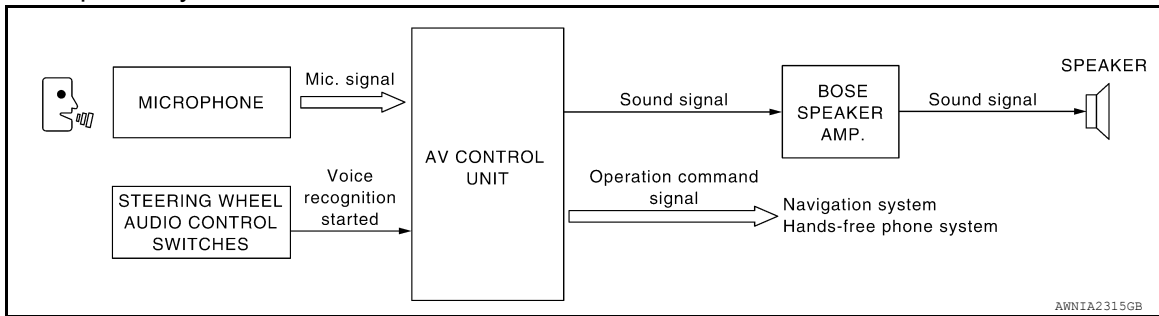 MICROPHONE
Mic. signal
STEERING WHEEL
AUDIO CONTROL
SWITCHES
Voice
recognition
started
AV CONTROL
UNIT
Sound signal
BOSE
SPEAKER
AMP.
Sound signal
SPEAKER
Operation command
signal
Navigation system
Hands-free phone system
AWNIA2315GB